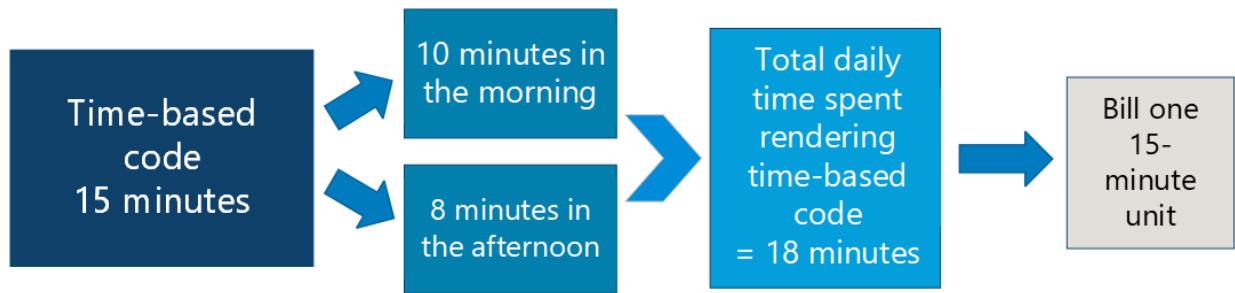 Time-based
code
15 minutes
10 minutes in
the morning
8 minutes in
the afternoon
Total daily
time spent
rendering
time-based
code
= 18 minutes
Bill one
15-
minute
unit